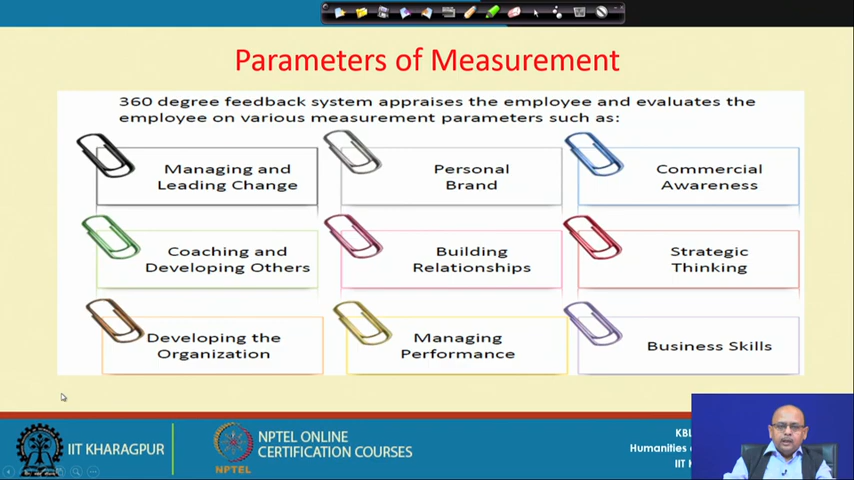 Parameters of Measurement
360 degree feedback system appraises the employee and evaluates the
employee on various measurement parameters such as:
Managing and
Leading Change
Personal
Brand
Commercial
Awareness
Coaching and
Developing Others
Building
Relationships
Strategic
Thinking
Developing the
Organization
Managing
Performance
Business Skills
IIT KHARAGPUR
NPTEL
NPTEL ONLINE
CERTIFICATION COURSES
KBL
Humanities
IIT